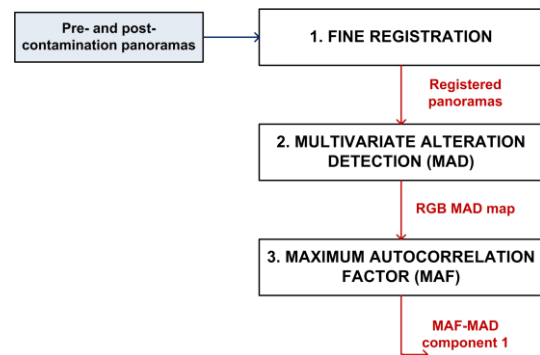 Pre- and post-
contamination panoramas
1. FINE REGISTRATION
Registered
panoramas
2. MULTIVARIATE ALTERATION
DETECTION (MAD)
RGB MAD map
3. MAXIMUM AUTOCORRELATION
FACTOR (MAF)
MAF-MAD
component 1